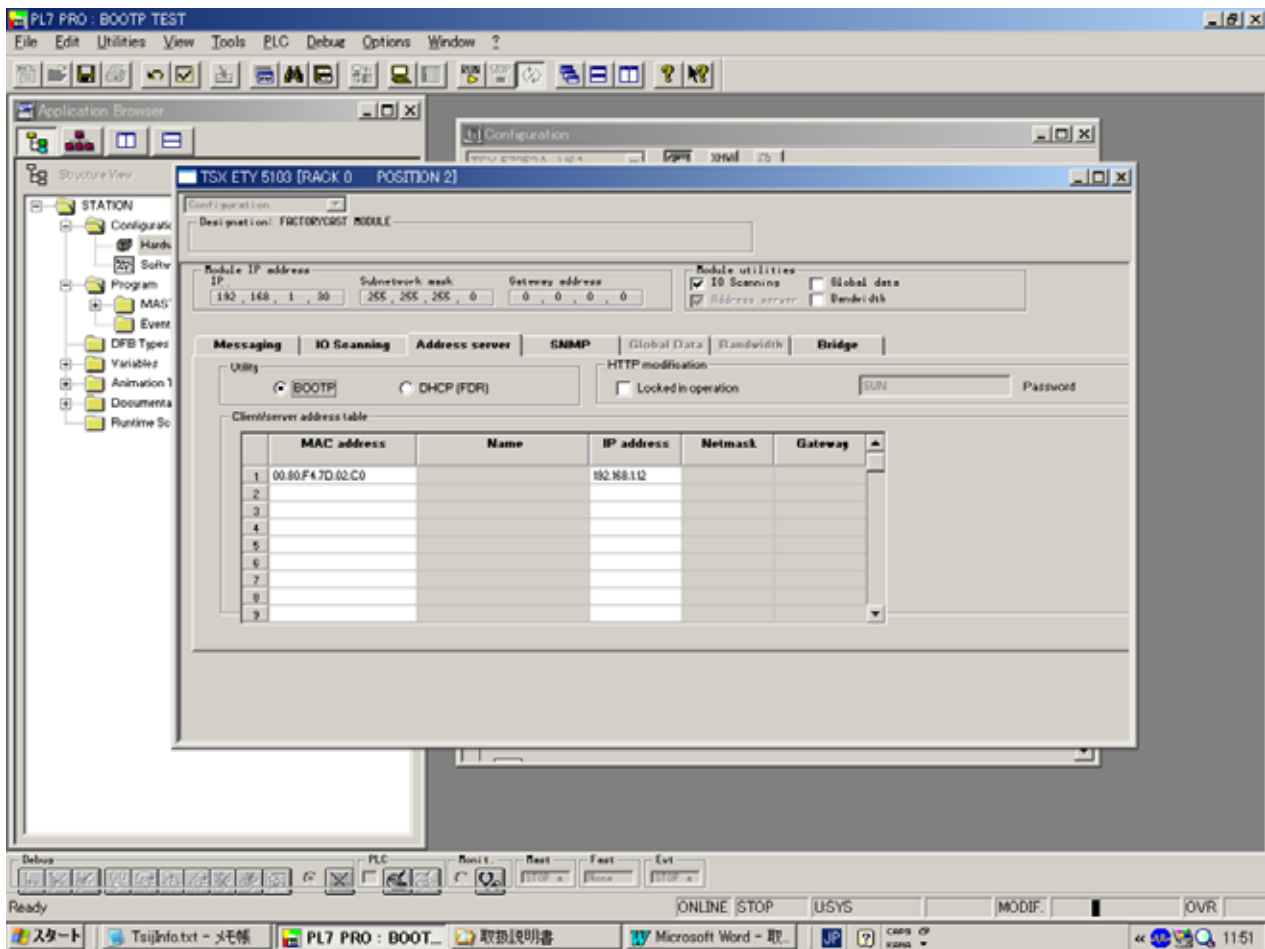 PL7 PRO : BOOTP TEST
File Edit Utilities View Tools PLC Debug Options Window ?
Application Browser
Configuration
Structure View
TSX ETY 5103 [RACK 0 POSITION 2]
STATION
Configuration
Designation: FACTORYCAST MODULE
Hardw
Softw
Program
MAS
Event
DFB Types
Variables
Animation T
Documenta
Runtime Sc
Module IP address
IP Subnetwork mask Gateway address
192 . 168 . 1 . 30 255 . 255 . 255 . 0 0 . 0 . 0 . 0
Module utilities
IO Scanning Global data
Address server Bandwidth
Messaging IO Scanning Address server SNMP Global Data Bandwidth Bridge
Utility
BOOTP DHCP (FDR)
HTTP modification
Locked in operation SUN Password
Client/server address table
MAC address Name IP address Netmask Gateway
1 00.80.F4.7D.02.C0 192.168.1.12
2
3
4
5
6
7
8
9
Debug PLC Monit. Mast Fast Evt
STOP None STOP
Ready ONLINE STOP USYS MODIF. OVR
スタート TsijInfo.txt - メモ帳 PL7 PRO : BOOT... 取扱説明書 Microsoft Word - 取... JP ? CAPS KANA « 11:51